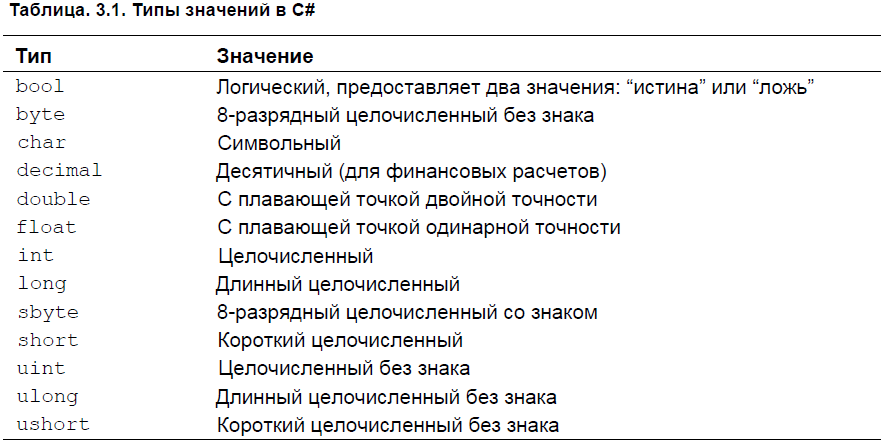 Таблица. 3.1. Типы значений в C#
Тип Значение
bool Логический, предоставляет два значения: “истина” или “ложь”
byte 8-разрядный целочисленный без знака
char Символьный
decimal Десятичный (для финансовых расчетов)
double С плавающей точкой двойной точности
float С плавающей точкой одинарной точности
int Целочисленный
long Длинный целочисленный
sbyte 8-разрядный целочисленный со знаком
short Короткий целочисленный
uint Целочисленный без знака
ulong Длинный целочисленный без знака
ushort Короткий целочисленный без знака